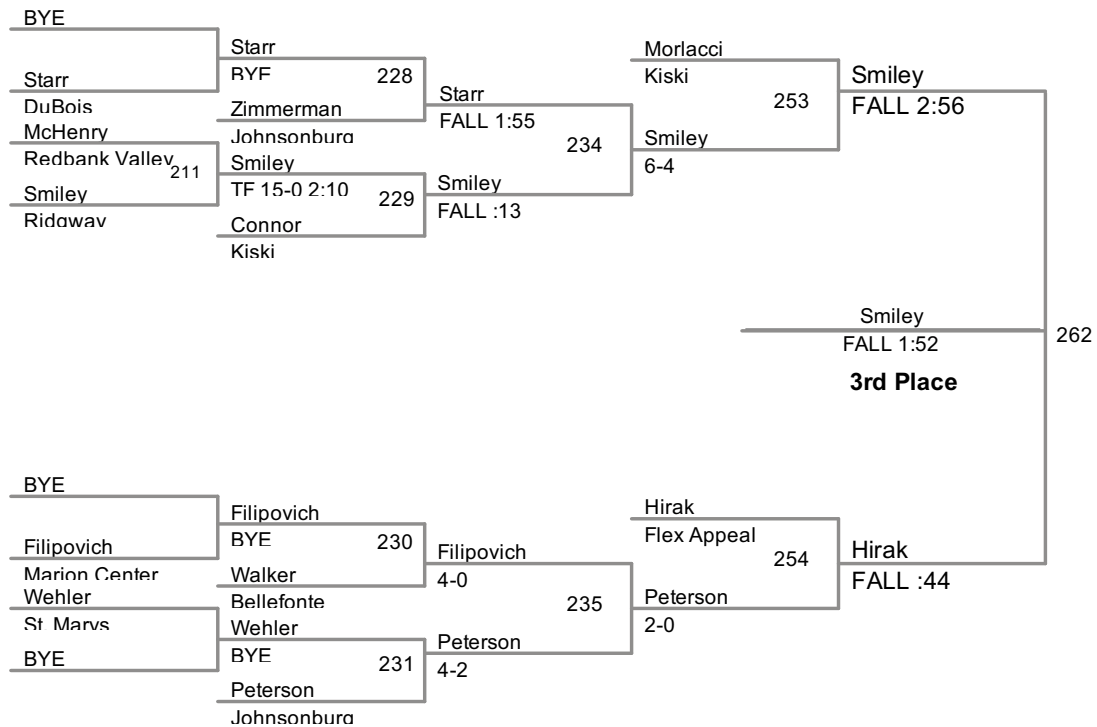 BYE
Starr
DuBois
McHenry
Redbank Valley
211
Smiley
Ridgway
Starr
BYE
228
Zimmerman
Johnsonburg
Smiley
TF 15-0 2:10
229
Connor
Kiski
Starr
FALL 1:55
234
Smiley
FALL :13
Morlacci
Kiski
253
Smiley
6-4
Smiley
FALL 2:56
Smiley
262
FALL 1:52
3rd Place
BYE
Filipovich
Marion Center
Wehler
St. Marys
BYE
Filipovich
BYE
230
Walker
Bellefonte
Wehler
BYE
231
Peterson
Johnsonburg
Filipovich
4-0
235
Peterson
4-2
Hirak
Flex Appeal
254
Peterson
2-0
Hirak
FALL :44